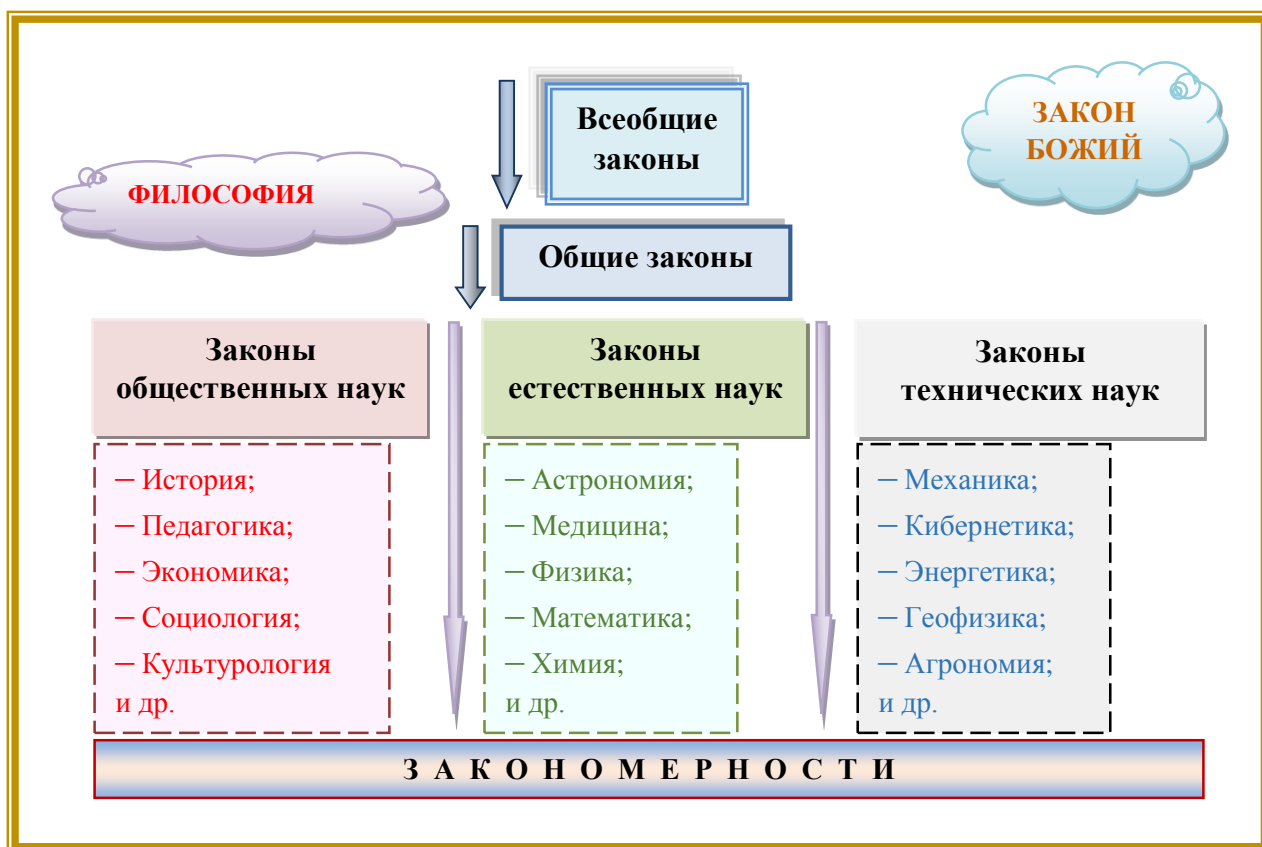 Всеобщие
законы
ЗАКОН
БОЖИЙ
ФИЛОСОФИЯ
Общие законы
Законы
общественных наук
— История;
— Педагогика;
— Экономика;
— Социология;
— Культурология
и др.
Законы
естественных наук
— Астрономия;
— Медицина;
— Физика;
— Математика;
— Химия;
и др.
Законы
технических наук
— Механика;
— Кибернетика;
— Энергетика;
— Геофизика;
— Агрономия;
и др.
З А К О Н О М Е Р Н О С Т И